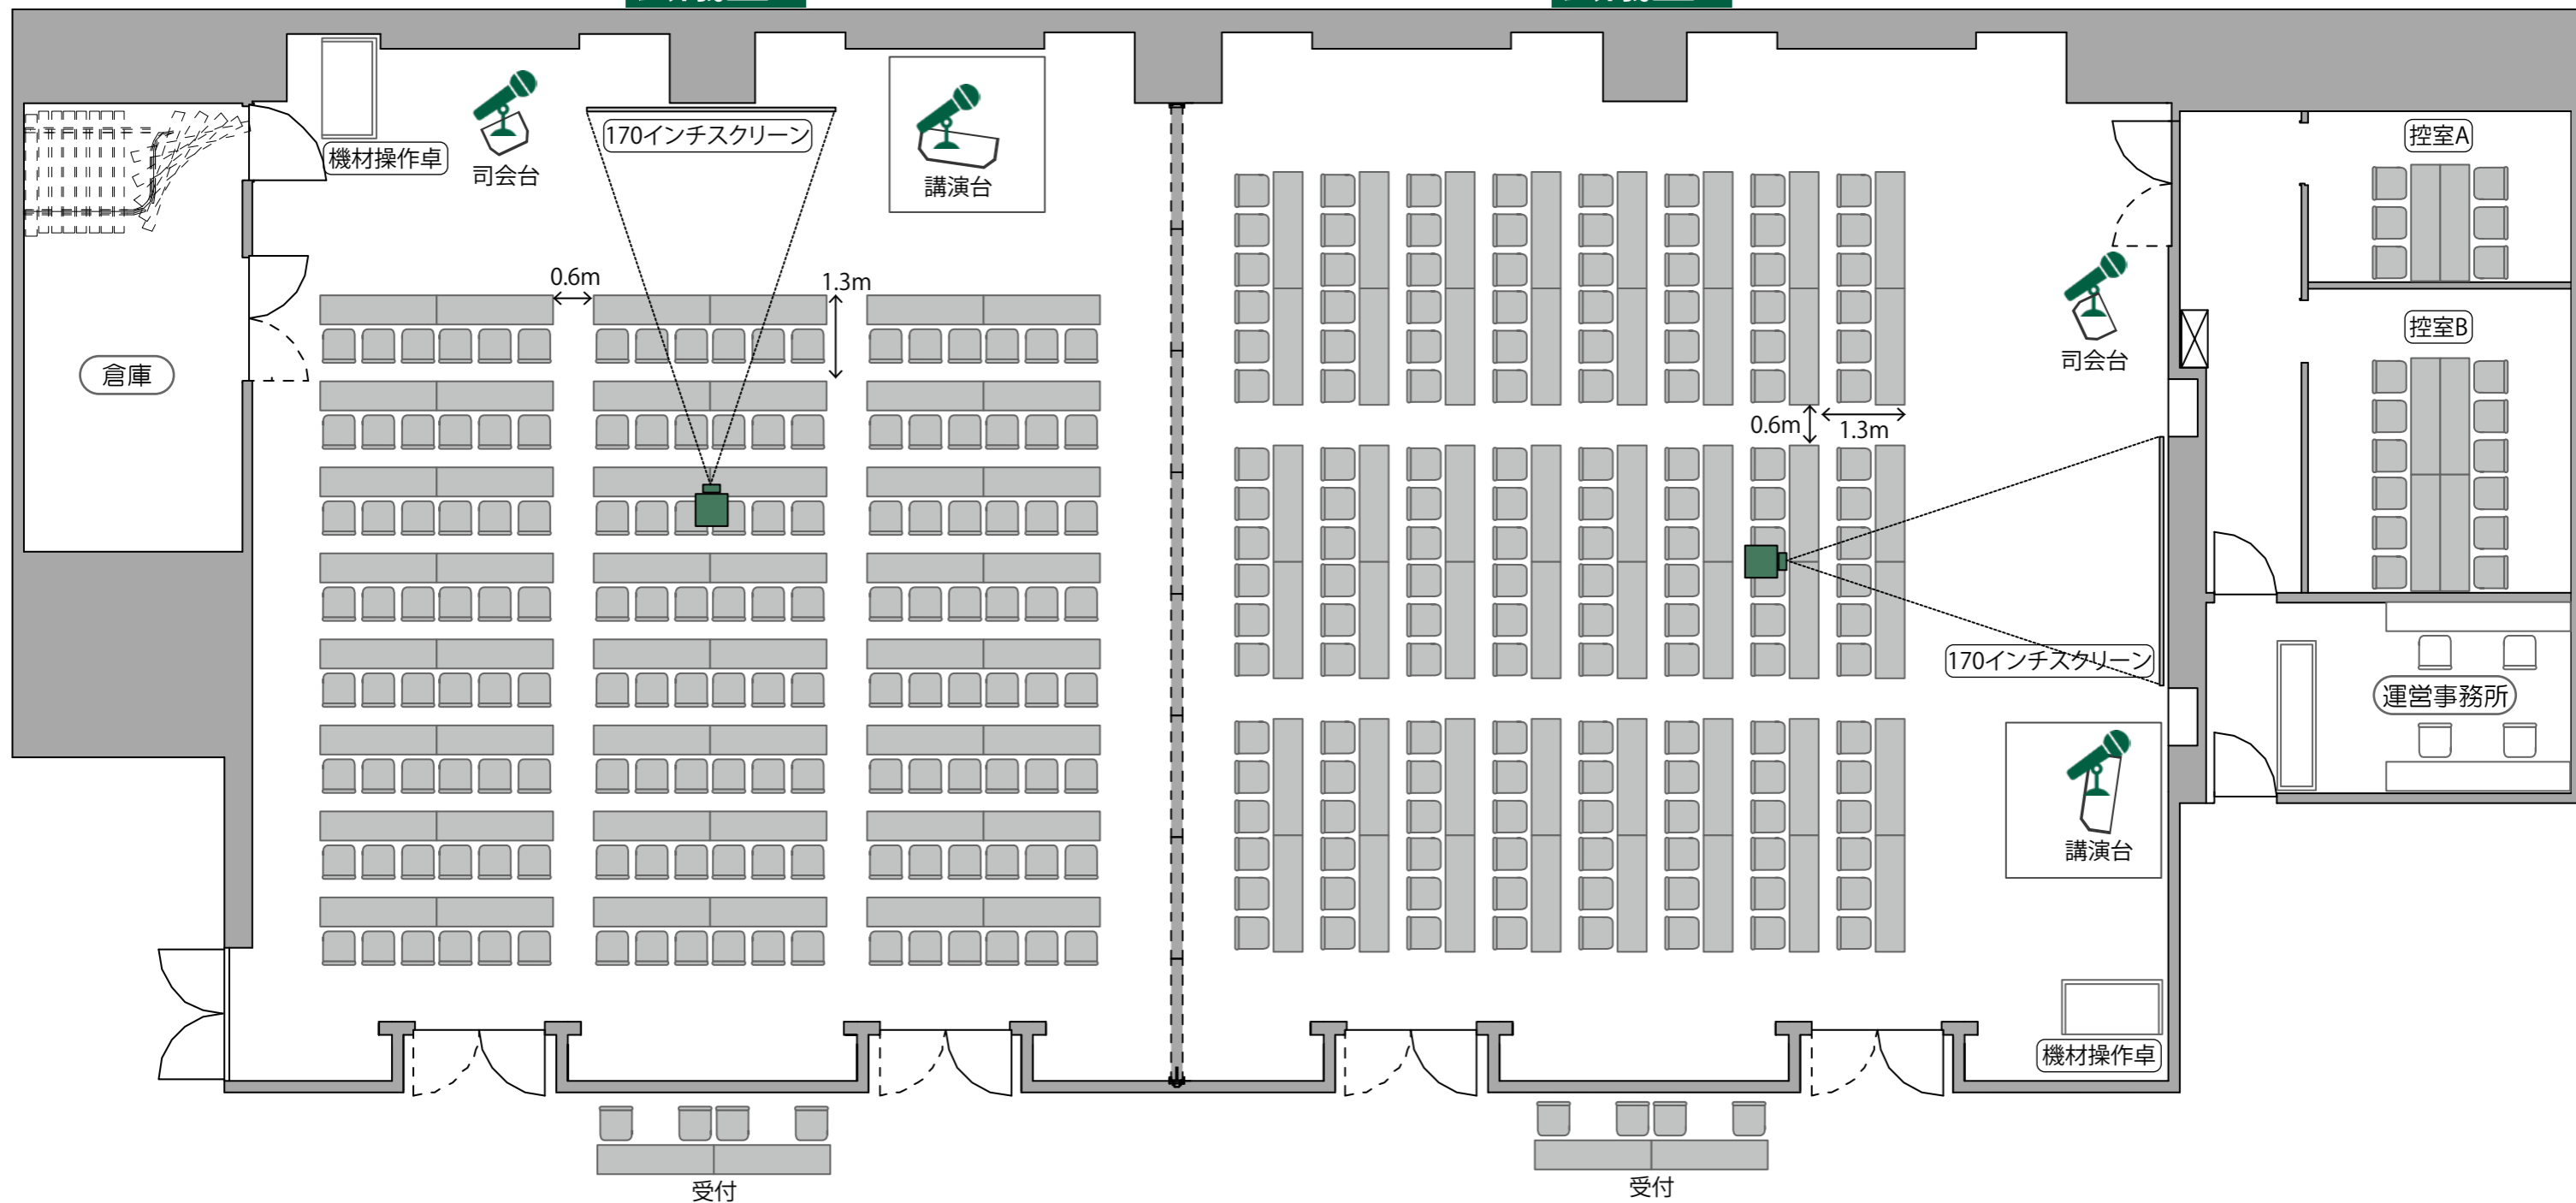 170インチスクリーン
機材操作卓
司会台
講演台
控室A
0.6m
1.3m
倉庫
控室B
司会台
0.6m
1.3m
170インチスクリーン
運営事務所
講演台
機材操作卓
受付
受付